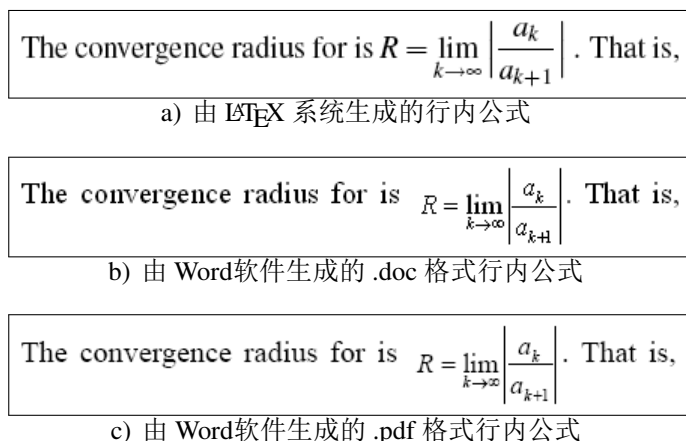 The convergence radius for is R = lim_{k→∞} |a_k / a_{k+1}| . That is,
a) 由 LATEX 系统生成的行内公式
The convergence radius for is R = lim_{k→∞} |a_k / a_{k+1}|. That is,
b) 由 Word软件生成的 .doc 格式行内公式
The convergence radius for is R = lim_{k→∞} |a_k / a_{k+1}|. That is,
c) 由 Word软件生成的 .pdf 格式行内公式